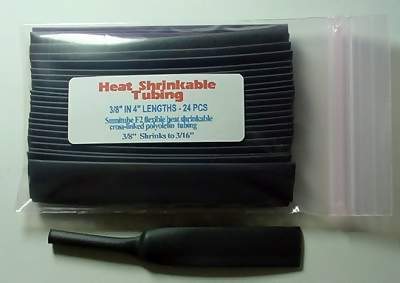 Heat Shrinkable
Tubing
3/8" IN 4" LENGTHS - 24 PCS
Sumitube F2 flexible heat shrinkable
cross-linked polyolefin tubing
3/8" Shrinks to 3/16"